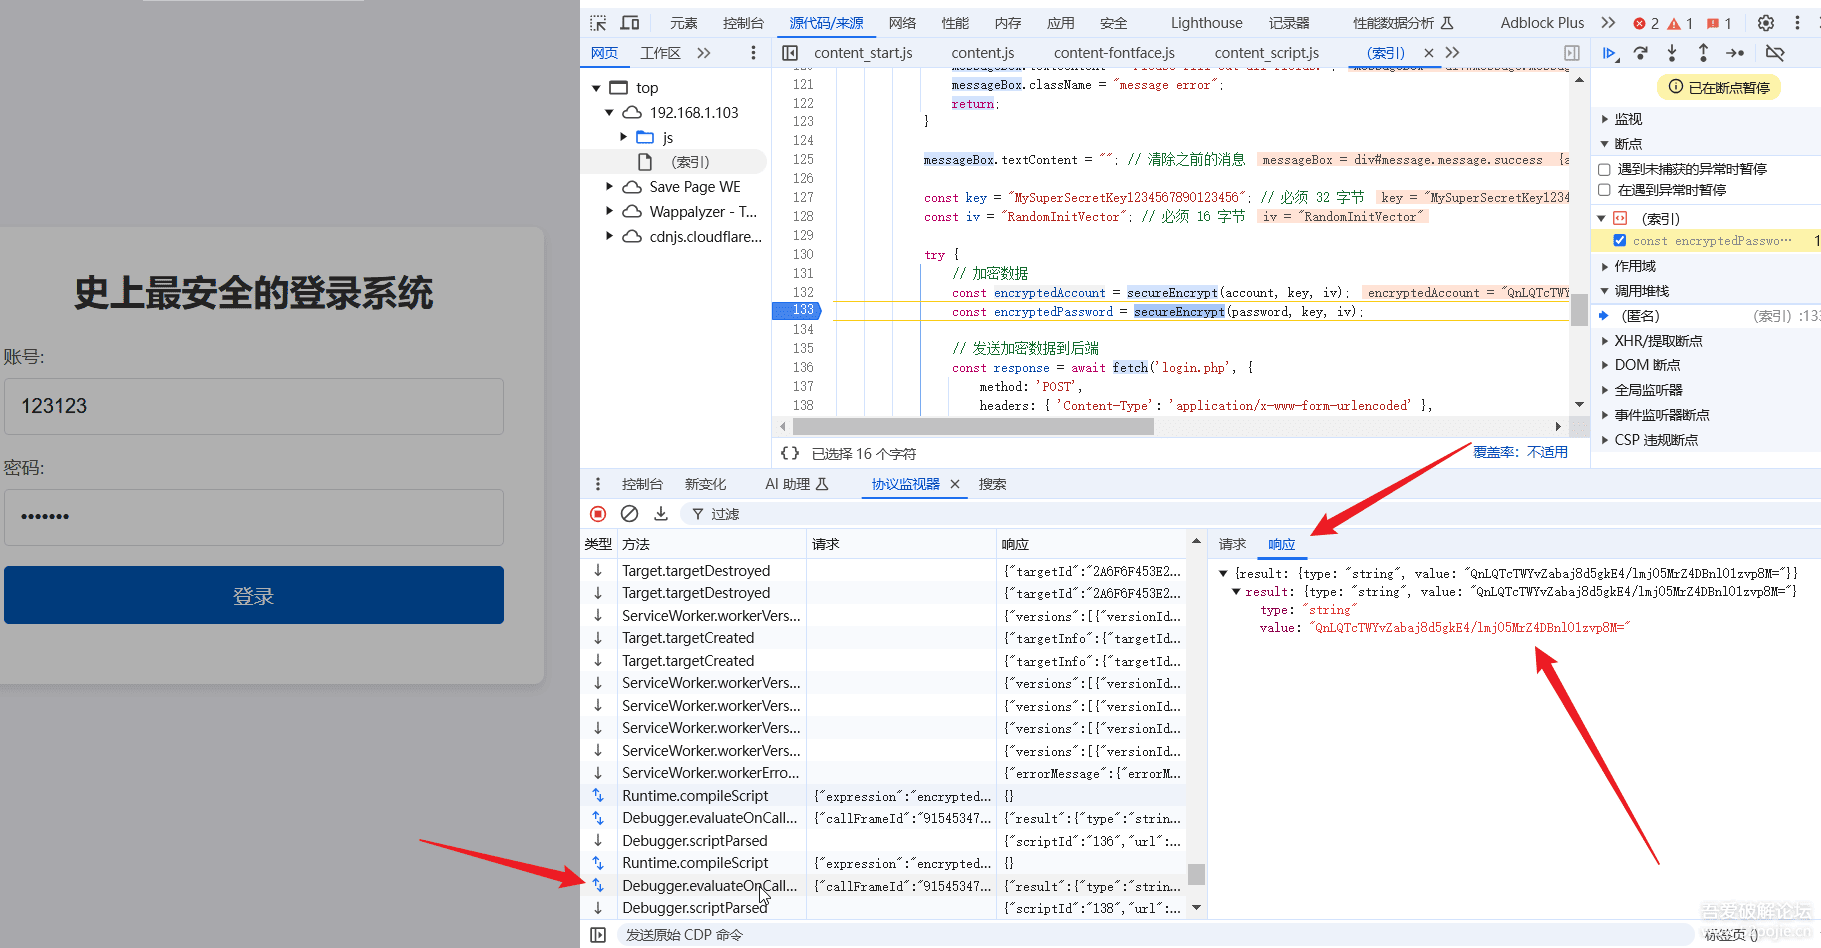 史上最安全的登录系统
账号:
123123
密码:
•••••••
登录
元素 控制台 源代码/来源 网络 性能 内存 应用 安全 Lighthouse 记录器 性能数据分析 Adblock Plus 2 1 1
网页 工作区
content_start.js content.js content-fontface.js content_script.js (索引)
top
192.168.1.103
js
(索引)
Save Page WE
Wappalyzer - T...
cdnjs.cloudflare...
121 messageBox.className = "message error";
122 return;
123 }
124
125 messageBox.textContent = ""; // 清除之前的消息 messageBox = div#message.message.success {a
126
127 const key = "MySuperSecretKey1234567890123456"; // 必须 32 字节 key = "MySuperSecretKey1234
128 const iv = "RandomInitVector"; // 必须 16 字节 iv = "RandomInitVector"
129
130 try {
131 // 加密数据
132 const encryptedAccount = secureEncrypt(account, key, iv); encryptedAccount = "QnLQTcTWY
133 const encryptedPassword = secureEncrypt(password, key, iv);
134
135 // 发送加密数据到后端
136 const response = await fetch('login.php', {
137 method: 'POST',
138 headers: { 'Content-Type': 'application/x-www-form-urlencoded' },
{} 已选择 16 个字符 覆盖率：不适用
已在断点暂停
监视
断点
遇到未捕获的异常时暂停
在遇到异常时暂停
(索引)
const encryptedPasswo··· 1
作用域
调用堆栈
(匿名) (索引):133
XHR/提取断点
DOM 断点
全局监听器
事件监听器断点
CSP 违规断点
控制台 新变化 AI 助理 协议监视器 搜索
过滤
类型 方法 请求 响应
Target.targetDestroyed {"targetId":"2A6F6F453E2...
Target.targetDestroyed {"targetId":"2A6F6F453E2...
ServiceWorker.workerVers... {"versions":[{"versionId...
Target.targetCreated {"targetInfo":{"targetId...
Target.targetCreated {"targetInfo":{"targetId...
ServiceWorker.workerVers... {"versions":[{"versionId...
ServiceWorker.workerVers... {"versions":[{"versionId...
ServiceWorker.workerVers... {"versions":[{"versionId...
ServiceWorker.workerVers... {"versions":[{"versionId...
ServiceWorker.workerErro... {"errorMessage":{"errorM...
Runtime.compileScript {"expression":"encrypted... {}
Debugger.evaluateOnCall... {"callFrameId":"91545347... {"result":{"type":"strin...
Debugger.scriptParsed {"scriptId":"136","url":...
Runtime.compileScript {"expression":"encrypted... {}
Debugger.evaluateOnCall... {"callFrameId":"91545347... {"result":{"type":"strin...
Debugger.scriptParsed {"scriptId":"138","url":...
请求 响应
{result: {type: "string", value: "QnLQTcTWYvZabaj8d5gkE4/lmj05MrZ4DBnl01zvp8M="}}
result: {type: "string", value: "QnLQTcTWYvZabaj8d5gkE4/lmj05MrZ4DBnl01zvp8M="}
type: "string"
value: "QnLQTcTWYvZabaj8d5gkE4/lmj05MrZ4DBnl01zvp8M="
发送原始 CDP 命令
吾爱破解论坛
标签页 ()